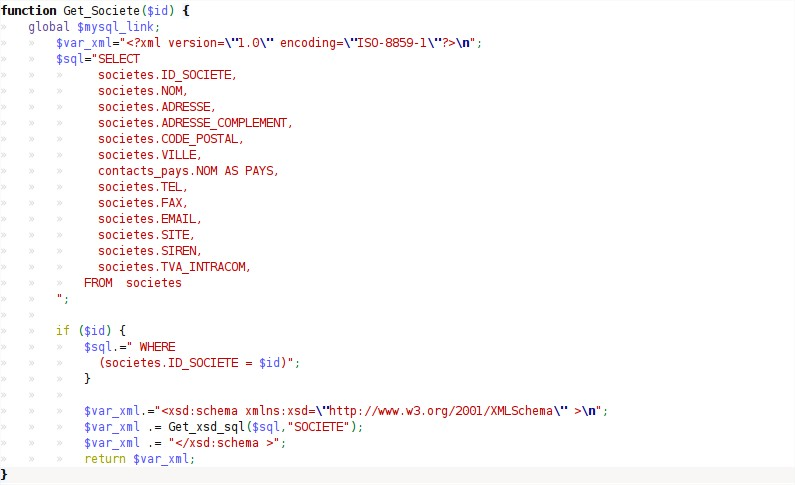 function Get_Societe($id) {
global $mysql_link;
$var_xml="<?xml version=\"1.0\" encoding=\"ISO-8859-1\"?>\n";
$sql="SELECT
societes.ID_SOCIETE,
societes.NOM,
societes.ADRESSE,
societes.ADRESSE_COMPLEMENT,
societes.CODE_POSTAL,
societes.VILLE,
contacts_pays.NOM AS PAYS,
societes.TEL,
societes.FAX,
societes.EMAIL,
societes.SITE,
societes.SIREN,
societes.TVA_INTRACOM,
FROM  societes
";
if ($id) {
$sql.=" WHERE
(societes.ID_SOCIETE = $id)";
}
$var_xml.="<xsd:schema xmlns:xsd=\"http://www.w3.org/2001/XMLSchema\" >\n";
$var_xml .= Get_xsd_sql($sql,"SOCIETE");
$var_xml .= "</xsd:schema >";
return $var_xml;
}